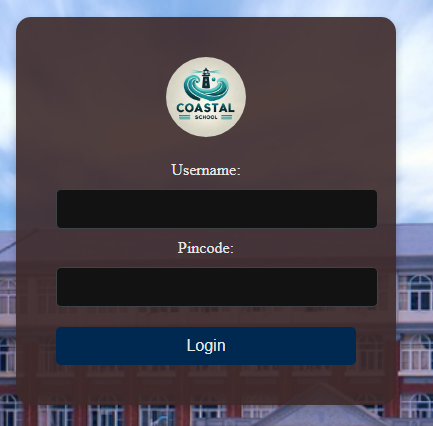 COASTAL
SCHOOL
Username:
Pincode:
Login